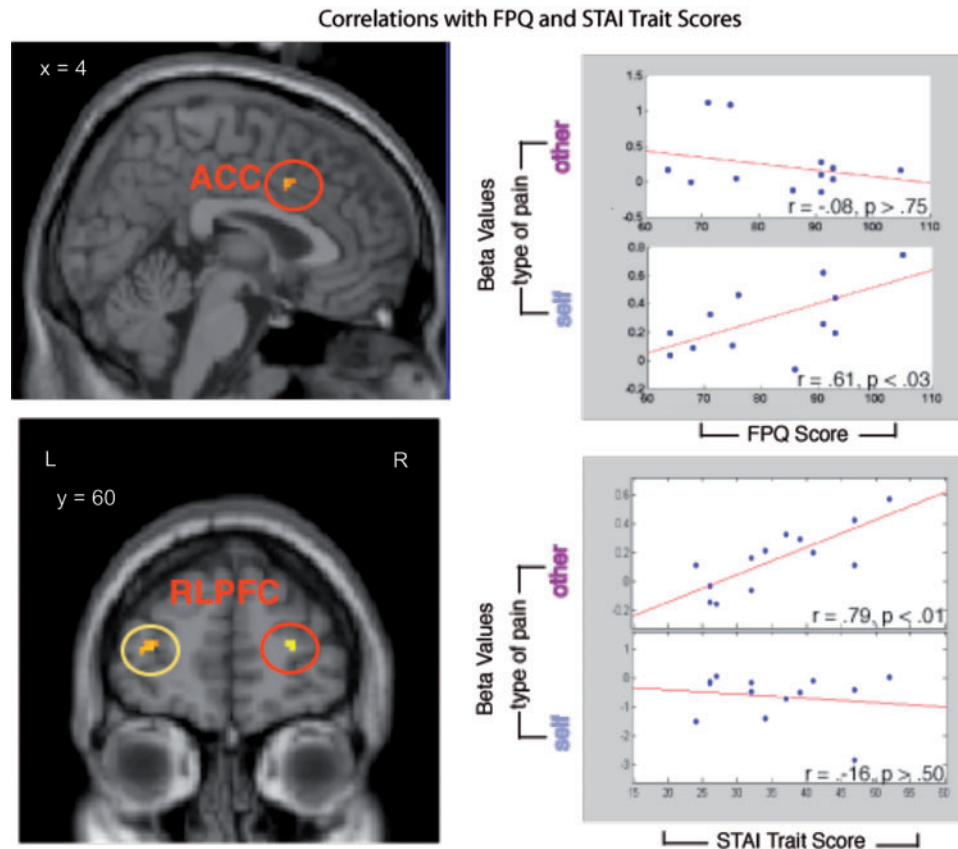 Correlations with FPQ and STAI Trait Scores
x = 4
ACC
Beta Values
type of pain
other
self
1.5
1
0.5
0
-0.5
60 70 80 90 100 110
r = -.08, p > .75
0.8
0.6
0.4
0.2
0
-0.2
60 70 80 90 100 110
r = .61, p < .03
FPQ Score
L
R
y = 60
RLPFC
Beta Values
type of pain
other
self
0.6
0.4
0.2
0
-0.2
r = .79, p < .01
1
0
-1
-2
-3
15 20 25 30 35 40 45 50 55 60
r = .-16, p > .50
STAI Trait Score